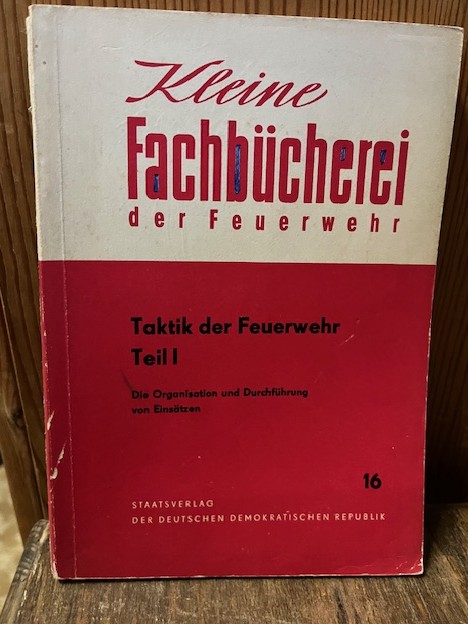 Kleine
Fachbücherei
der Feuerwehr
Taktik der Feuerwehr
Teil I
Die Organisation und Durchführung
von Einsätzen
16
STAATSVERLAG
DER DEUTSCHEN DEMOKRATISCHEN REPUBLIK